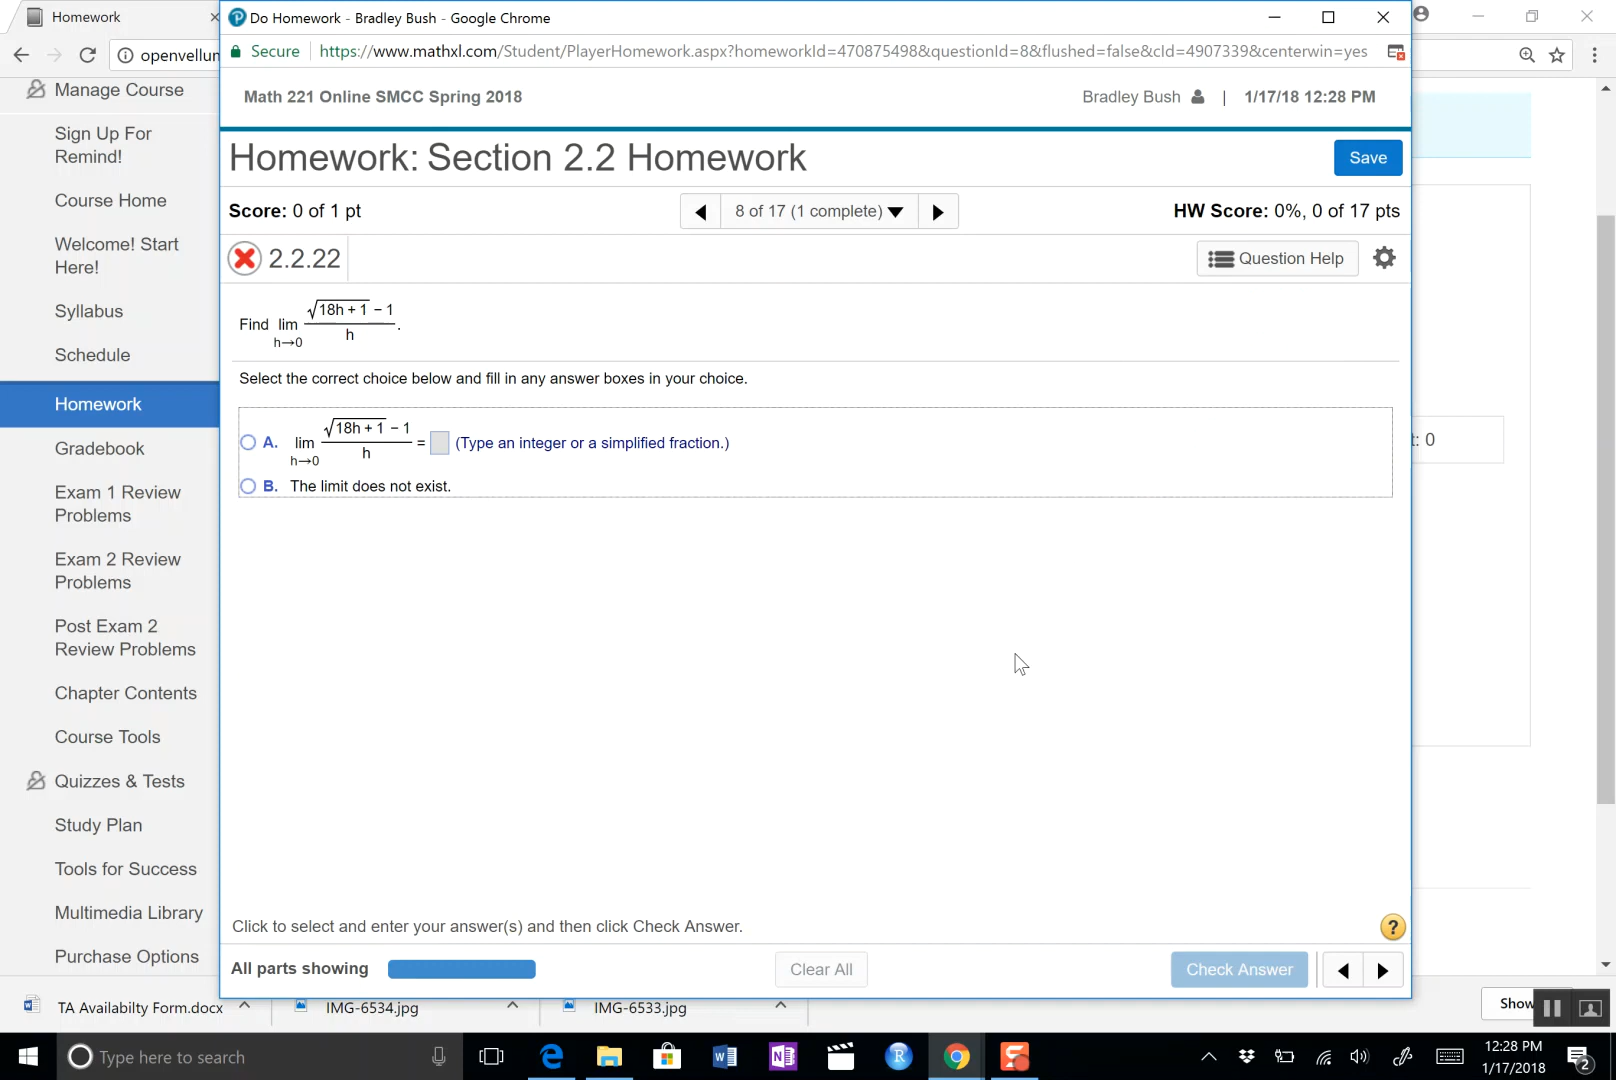 Homework
Do Homework - Bradley Bush - Google Chrome
openvellun
Secure
https://www.mathxl.com/Student/PlayerHomework.aspx?homeworkId=470875498&questionId=8&flushed=false&cId=4907339&centerwin=yes
Manage Course
Sign Up For
Remind!
Course Home
Welcome! Start
Here!
Syllabus
Schedule
Homework
Gradebook
Exam 1 Review
Problems
Exam 2 Review
Problems
Post Exam 2
Review Problems
Chapter Contents
Course Tools
Quizzes & Tests
Study Plan
Tools for Success
Multimedia Library
Purchase Options
Math 221 Online SMCC Spring 2018
Bradley Bush | 1/17/18 12:28 PM
Homework: Section 2.2 Homework
Save
Score: 0 of 1 pt
8 of 17 (1 complete)
HW Score: 0%, 0 of 17 pts
2.2.22
Question Help
√18h + 1 − 1
Find lim
h
h→0
.
Select the correct choice below and fill in any answer boxes in your choice.
√18h + 1 − 1
A. lim = (Type an integer or a simplified fraction.)
h
h→0
B. The limit does not exist.
t: 0
Click to select and enter your answer(s) and then click Check Answer.
?
All parts showing
Clear All
Check Answer
TA Availabilty Form.docx
IMG-6534.jpg
IMG-6533.jpg
Show
Type here to search
12:28 PM
1/17/2018
2